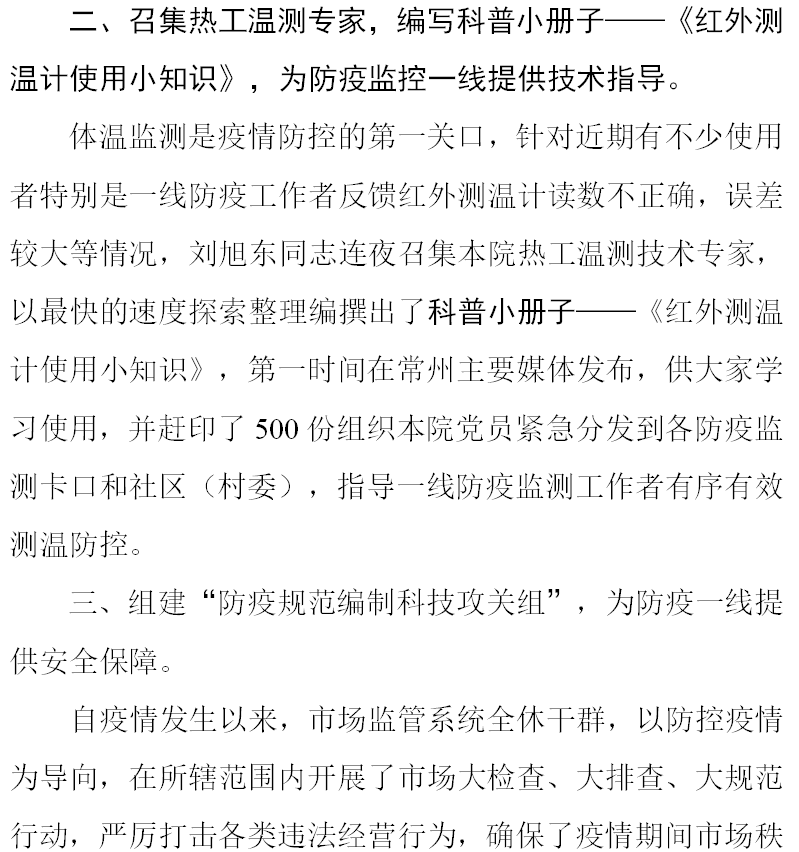 二、召集热工温测专家，编写科普小册子——《红外测
温计使用小知识》，为防疫监控一线提供技术指导。
体温监测是疫情防控的第一关口，针对近期有不少使用
者特别是一线防疫工作者反馈红外测温计读数不正确，误差
较大等情况，刘旭东同志连夜召集本院热工温测技术专家，
以最快的速度探索整理编撰出了科普小册子——《红外测温
计使用小知识》，第一时间在常州主要媒体发布，供大家学
习使用，并赶印了 500 份组织本院党员紧急分发到各防疫监
测卡口和社区（村委），指导一线防疫监测工作者有序有效
测温防控。
三、组建“防疫规范编制科技攻关组”，为防疫一线提
供安全保障。
自疫情发生以来，市场监管系统全休干群，以防控疫情
为导向，在所辖范围内开展了市场大检查、大排查、大规范
行动，严厉打击各类违法经营行为，确保了疫情期间市场秩